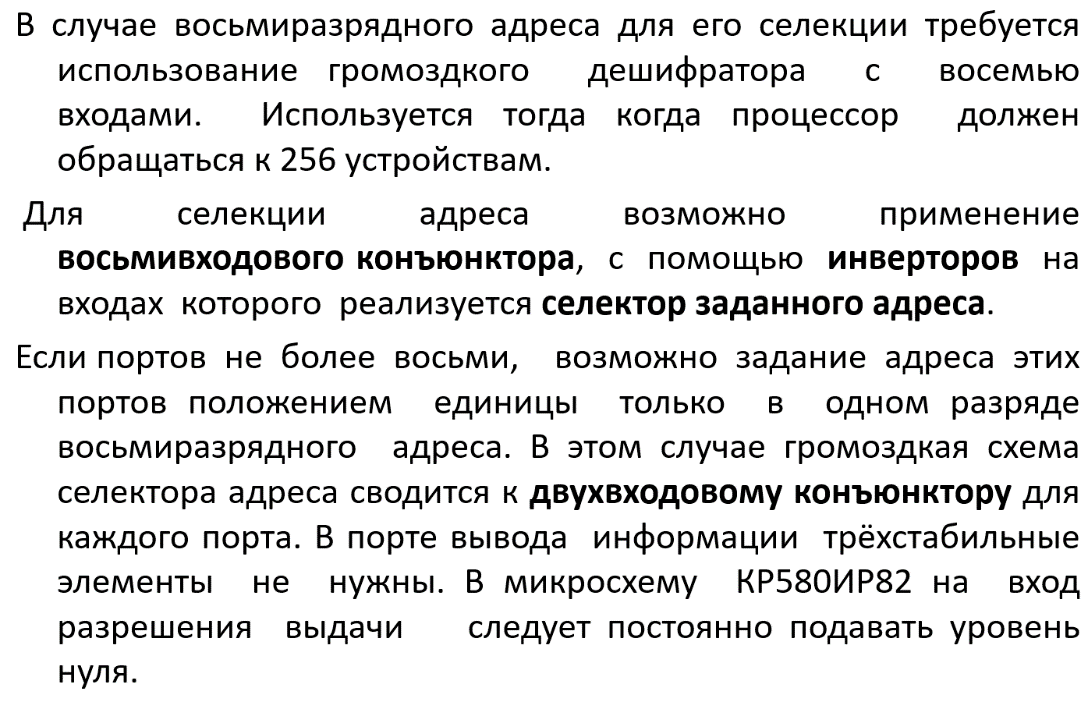 В случае восьмиразрядного адреса для его селекции требуется
использование громоздкого дешифратора с восемью
входами. Используется тогда когда процессор должен
обращаться к 256 устройствам.
Для селекции адреса возможно применение
восьмивходового конъюнктора, с помощью инверторов на
входах которого реализуется селектор заданного адреса.
Если портов не более восьми, возможно задание адреса этих
портов положением единицы только в одном разряде
восьмиразрядного адреса. В этом случае громоздкая схема
селектора адреса сводится к двухвходовому конъюнктору для
каждого порта. В порте вывода информации трёхстабильные
элементы не нужны. В микросхему КР580ИР82 на вход
разрешения выдачи следует постоянно подавать уровень
нуля.